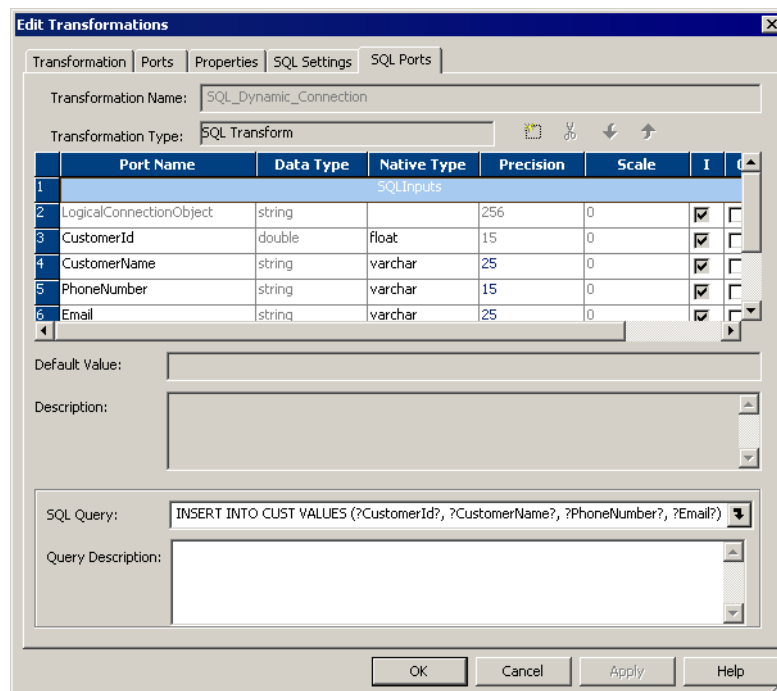 Edit Transformations
Transformation Ports Properties SQL Settings SQL Ports
Transformation Name: SQL_Dynamic_Connection
Transformation Type: SQL Transform
Port Name Data Type Native Type Precision Scale I
1 SQLInputs
2 LogicalConnectionObject string 256 0
3 CustomerId double float 15 0
4 CustomerName string varchar 25 0
5 PhoneNumber string varchar 15 0
6 Email string varchar 25 0
Default Value:
Description:
SQL Query: INSERT INTO CUST VALUES (?CustomerId?, ?CustomerName?, ?PhoneNumber?, ?Email?)
Query Description:
OK Cancel Apply Help